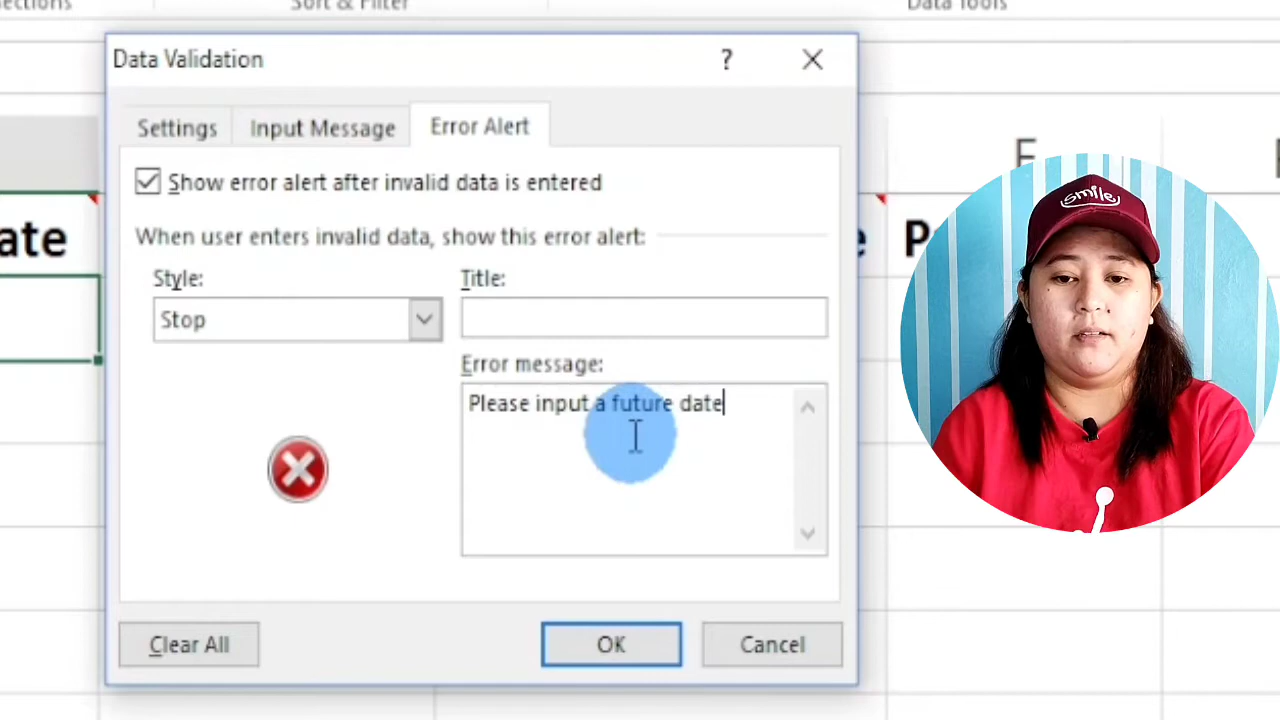 Sort & Filter
Data Tools
Data Validation
?
Settings
Input Message
Error Alert
Show error alert after invalid data is entered
When user enters invalid data, show this error alert:
Style:
Title:
Stop
Error message:
Please input a future date
Clear All
OK
Cancel
ate
e
P
smile